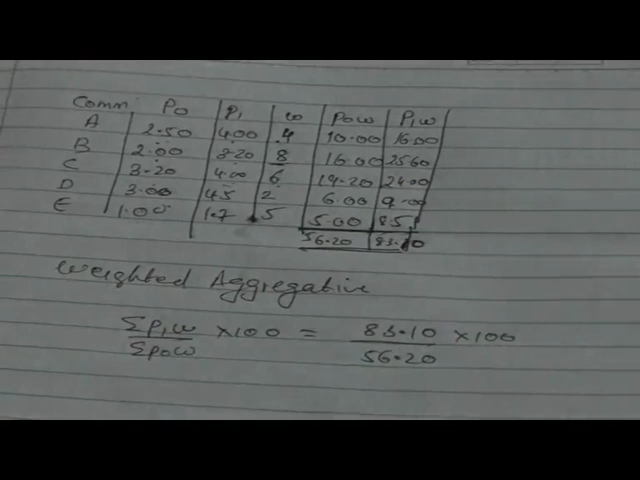 Comm P0 P1 w P0w P1w
A 2.50 4.00 4 10.00 16.00
B 2.00 3.20 8 16.00 25.60
C 3.20 4.00 6 19.20 24.00
D 3.00 4.5 2 6.00 9.00
E 1.00 1.7 5 5.00 8.5
56.20 83.10
Weighted Aggregative
ΣP1w/ΣP0w ×100 = 83.10/56.20 ×100